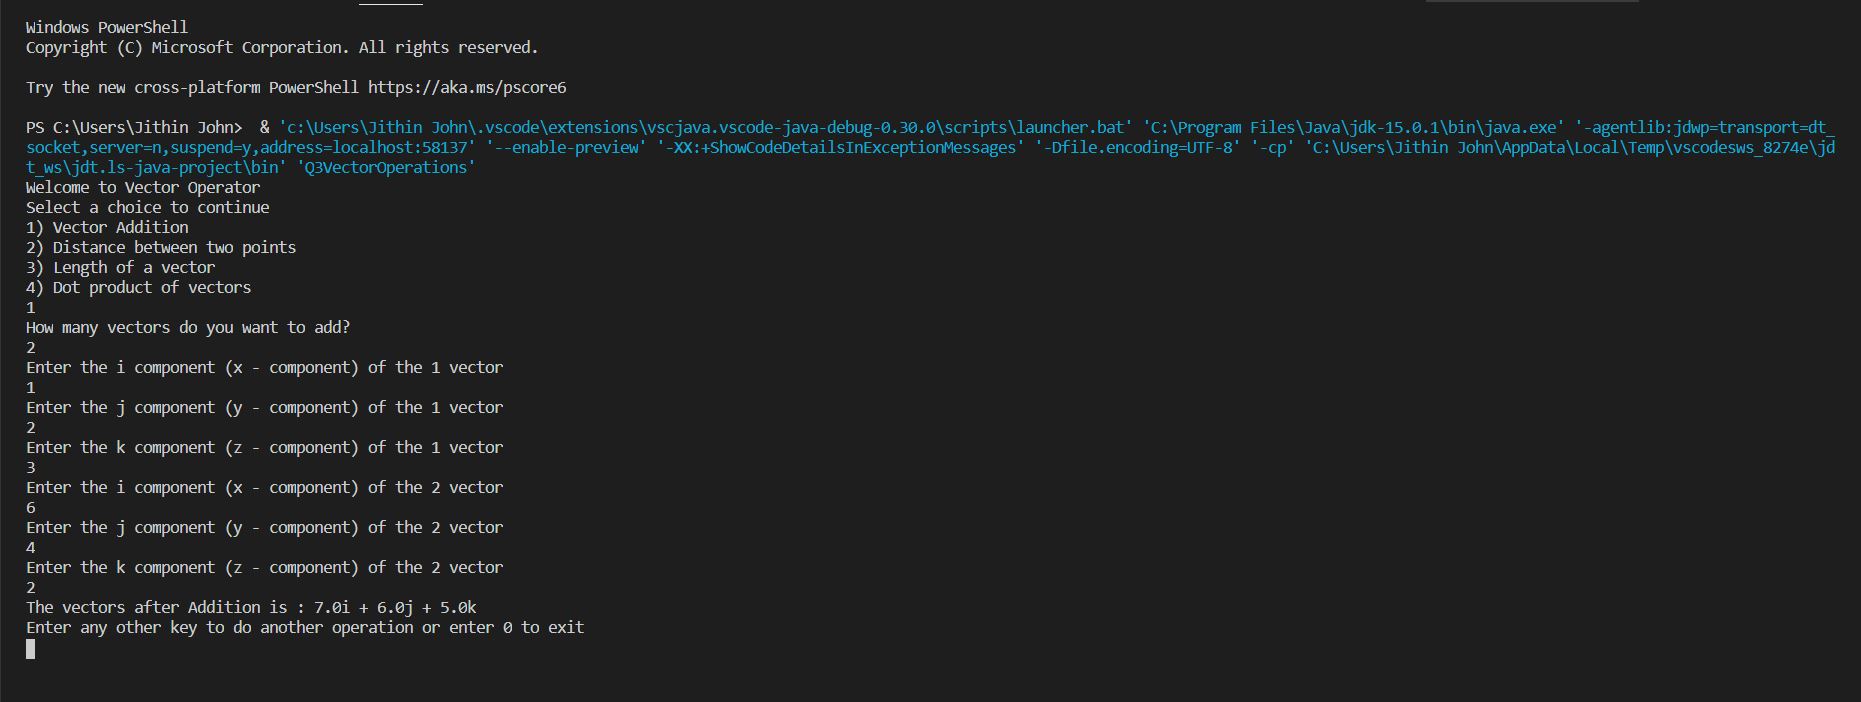 Windows PowerShell
Copyright (C) Microsoft Corporation. All rights reserved.
Try the new cross-platform PowerShell https://aka.ms/pscore6
PS C:\Users\Jithin John>  & 'c:\Users\Jithin John\.vscode\extensions\vscjava.vscode-java-debug-0.30.0\scripts\launcher.bat' 'C:\Program Files\Java\jdk-15.0.1\bin\java.exe' '-agentlib:jdwp=transport=dt_
socket,server=n,suspend=y,address=localhost:58137' '--enable-preview' '-XX:+ShowCodeDetailsInExceptionMessages' '-Dfile.encoding=UTF-8' '-cp' 'C:\Users\Jithin John\AppData\Local\Temp\vscodesws_8274e\jd
t_ws\jdt.ls-java-project\bin' 'Q3VectorOperations'
Welcome to Vector Operator
Select a choice to continue
1) Vector Addition
2) Distance between two points
3) Length of a vector
4) Dot product of vectors
1
How many vectors do you want to add?
2
Enter the i component (x - component) of the 1 vector
1
Enter the j component (y - component) of the 1 vector
2
Enter the k component (z - component) of the 1 vector
3
Enter the i component (x - component) of the 2 vector
6
Enter the j component (y - component) of the 2 vector
4
Enter the k component (z - component) of the 2 vector
2
The vectors after Addition is : 7.0i + 6.0j + 5.0k
Enter any other key to do another operation or enter 0 to exit